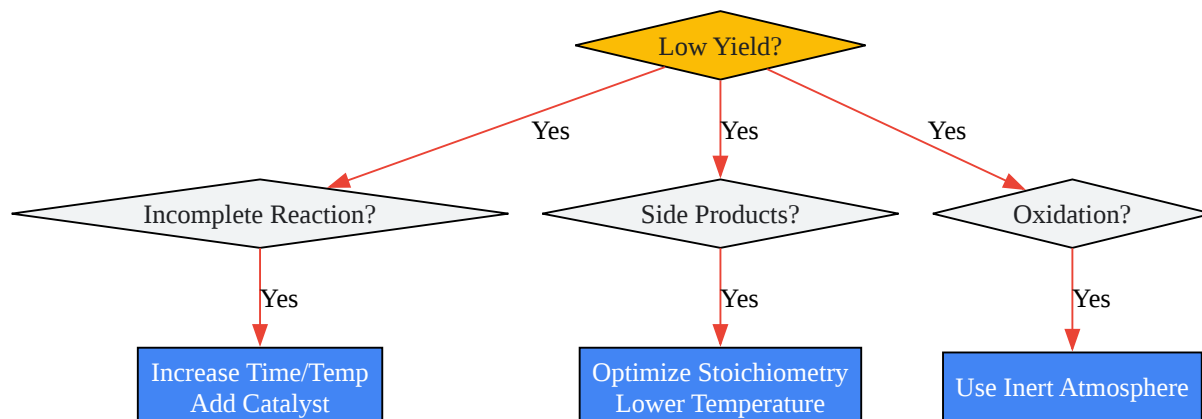 Low Yield?
Yes
Yes
Yes
Incomplete Reaction?
Side Products?
Oxidation?
Yes
Yes
Yes
Increase Time/Temp
Add Catalyst
Optimize Stoichiometry
Lower Temperature
Use Inert Atmosphere